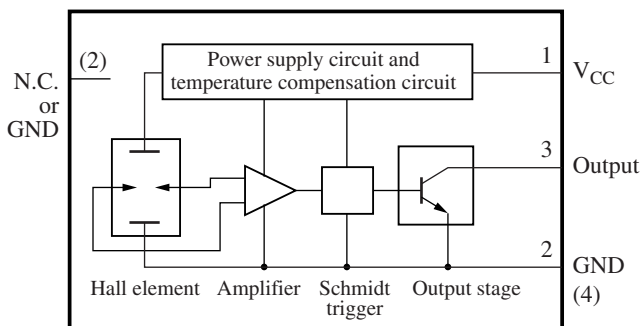 Power supply circuit and
temperature compensation circuit
(2)
N.C.
or
GND
1
VCC
3
Output
2
GND
(4)
Hall element
Amplifier
Schmidt
trigger
Output stage